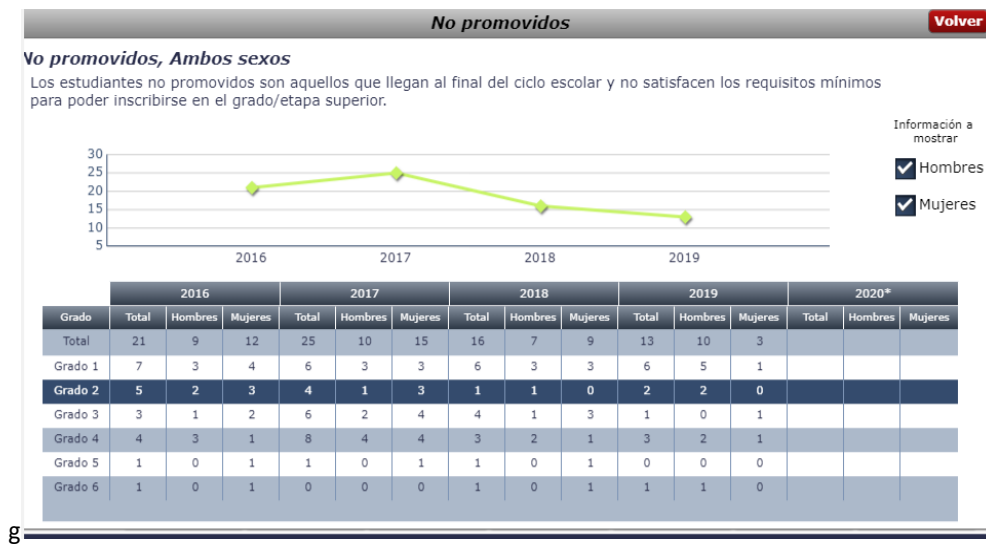 No promovidos
Volver
No promovidos, Ambos sexos
Los estudiantes no promovidos son aquellos que llegan al final del ciclo escolar y no satisfacen los requisitos mínimos
para poder inscribirse en el grado/etapa superior.
Información a
mostrar
Hombres
Mujeres
30
25
20
15
10
5
2016 2017 2018 2019
2016 2017 2018 2019 2020*
Grado Total Hombres Mujeres Total Hombres Mujeres Total Hombres Mujeres Total Hombres Mujeres Total Hombres Mujeres
Total 21 9 12 25 10 15 16 7 9 13 10 3
Grado 1 7 3 4 6 3 3 6 3 3 6 5 1
Grado 2 5 2 3 4 1 3 1 1 0 2 2 0
Grado 3 3 1 2 6 2 4 4 1 3 1 0 1
Grado 4 4 3 1 8 4 4 3 2 1 3 2 1
Grado 5 1 0 1 1 0 1 1 0 1 0 0 0
Grado 6 1 0 1 0 0 0 1 0 1 1 1 0
g